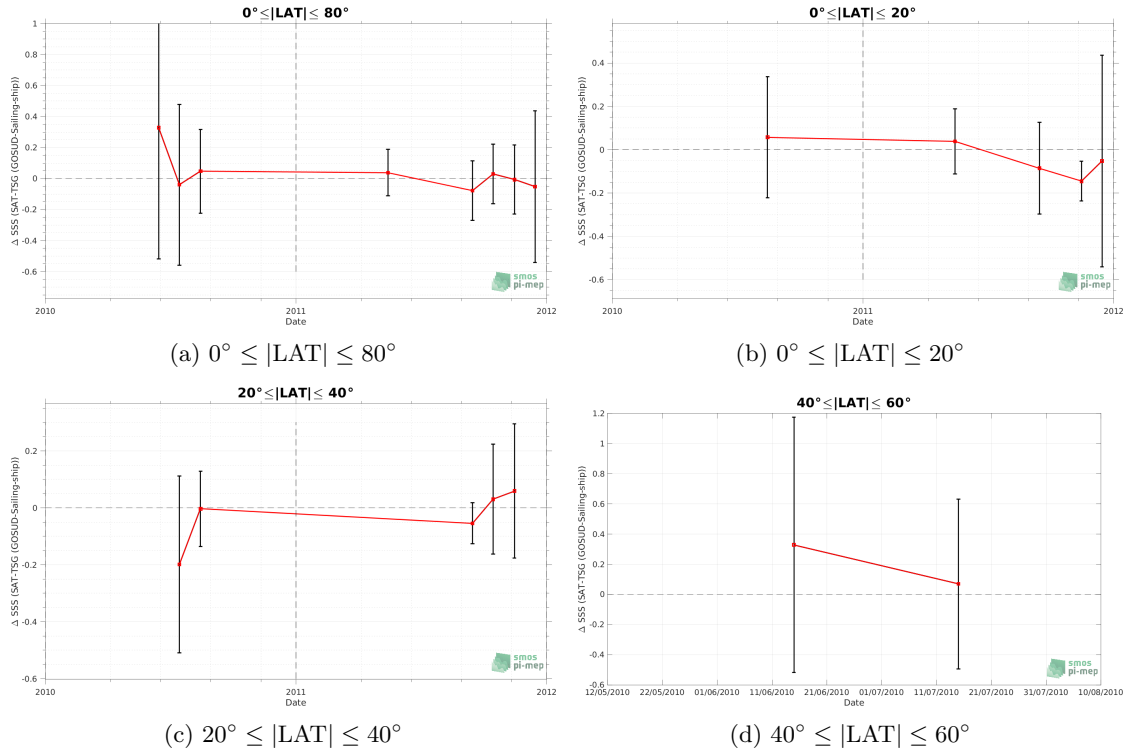 0°≤|LAT|≤ 80°
1
0.8
0.6
0.4
0.2
0
-0.2
-0.4
-0.6
Δ SSS (SAT-TSG (GOSUD-Sailing-ship))
2010
2011
2012
Date
smos
pi-mep
(a) 0° ≤ |LAT| ≤ 80°
0°≤|LAT|≤ 20°
0.4
0.2
0
-0.2
-0.4
-0.6
Δ SSS (SAT-TSG (GOSUD-Sailing-ship))
2010
2011
2012
Date
smos
pi-mep
(b) 0° ≤ |LAT| ≤ 20°
20°≤|LAT|≤ 40°
0.2
0
-0.2
-0.4
-0.6
Δ SSS (SAT-TSG (GOSUD-Sailing-ship))
2010
2011
2012
Date
smos
pi-mep
(c) 20° ≤ |LAT| ≤ 40°
40°≤|LAT|≤ 60°
1.2
1
0.8
0.6
0.4
0.2
0
-0.2
-0.4
-0.6
Δ SSS (SAT-TSG (GOSUD-Sailing-ship))
12/05/2010 22/05/2010 01/06/2010 11/06/2010 21/06/2010 01/07/2010 11/07/2010 21/07/2010 31/07/2010 10/08/2010
Date
smos
pi-mep
(d) 40° ≤ |LAT| ≤ 60°